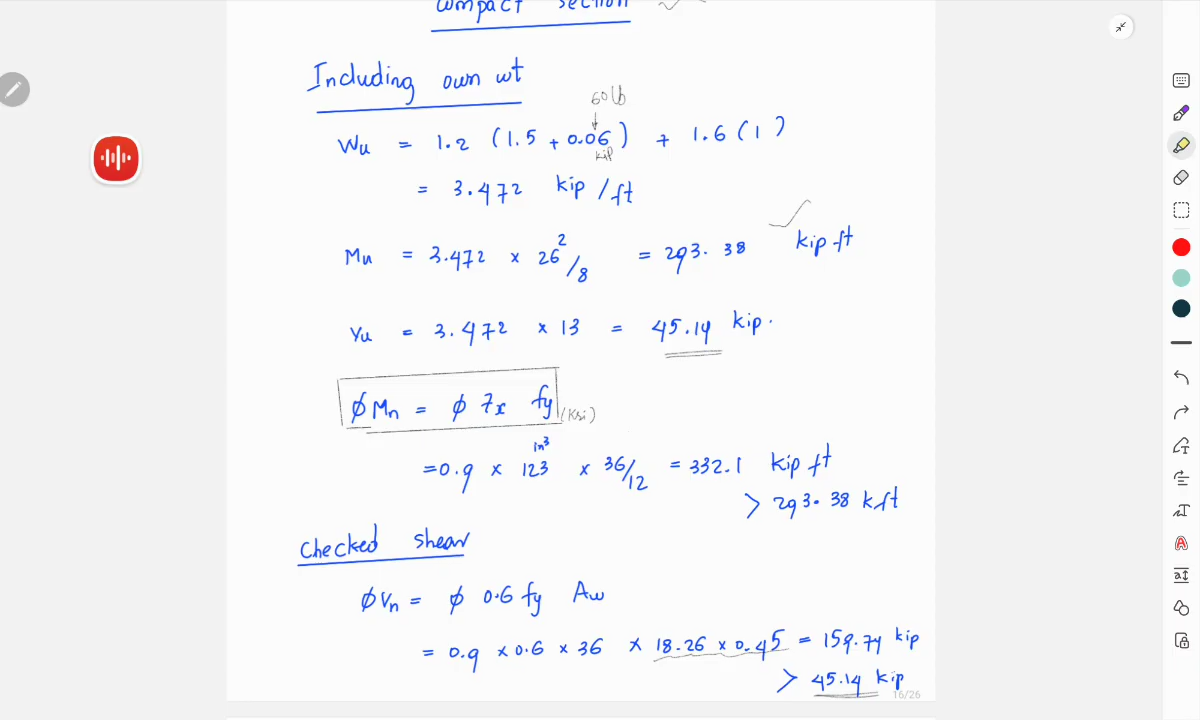 compact section
Including own wt
60lb
Wu = 1.2 (1.5 + 0.06) + 1.6 (1)
kip
= 3.472 kip/ft
Mu = 3.472 x 26²/8 = 293.38 kip ft
Vu = 3.472 x 13 = 45.14 kip.
φMn = φ Zx fy (Ksi)
in³
= 0.9 x 123 x 36/12 = 332.1 kip ft
> 293.38 k ft
Checked shear
φVn = φ 0.6 fy Aw
= 0.9 x 0.6 x 36 x 18.26 x 0.45 = 159.74 kip
> 45.14 kip
16/26